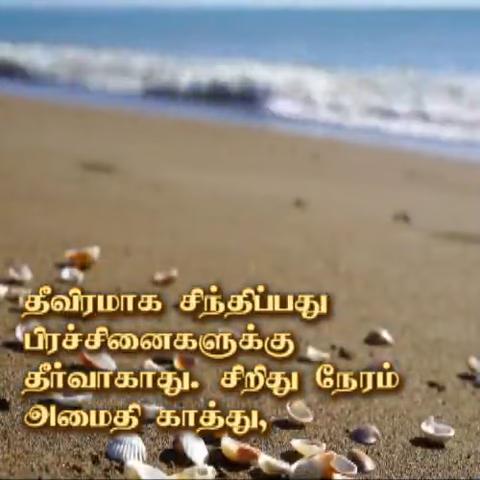 தீவிரமாக சிந்திப்பது
பிரச்சினைகளுக்கு
தீர்வாகாது. சிறிது நேரம்
அமைதி காத்து,